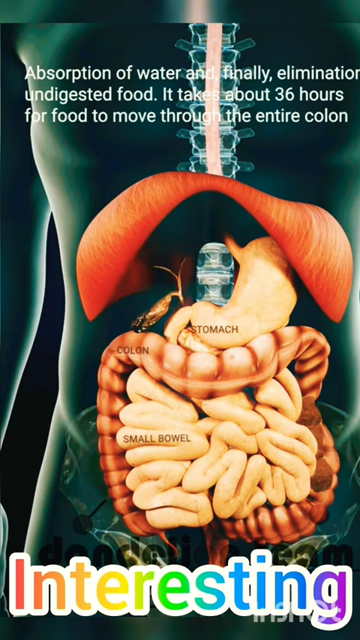 Absorption of water and, finally, elimination
undigested food. It takes about 36 hours
for food to move through the entire colon
STOMACH
COLON
SMALL BOWEL
Interesting